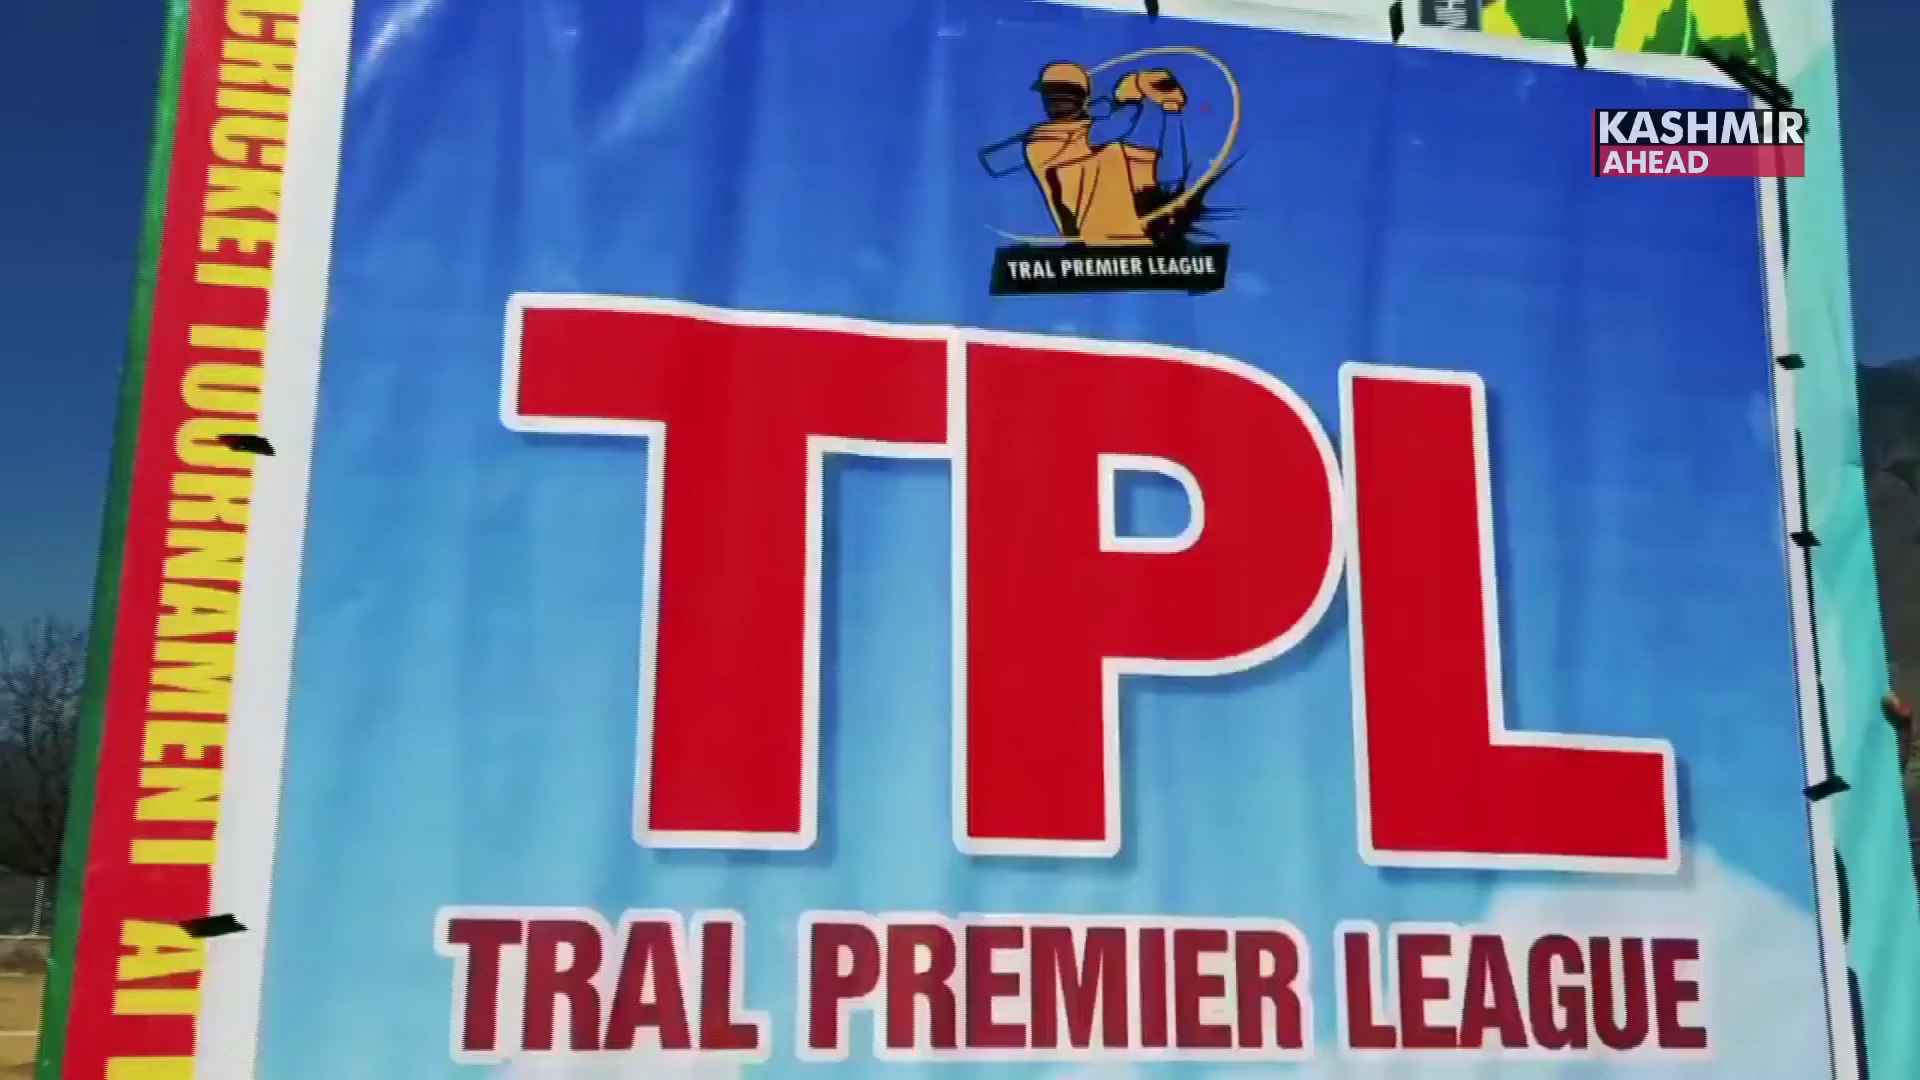 CRICKET TOURNAMENT AT
KASHMIR
AHEAD
TRAL PREMIER LEAGUE
TPL
TRAL PREMIER LEAGUE